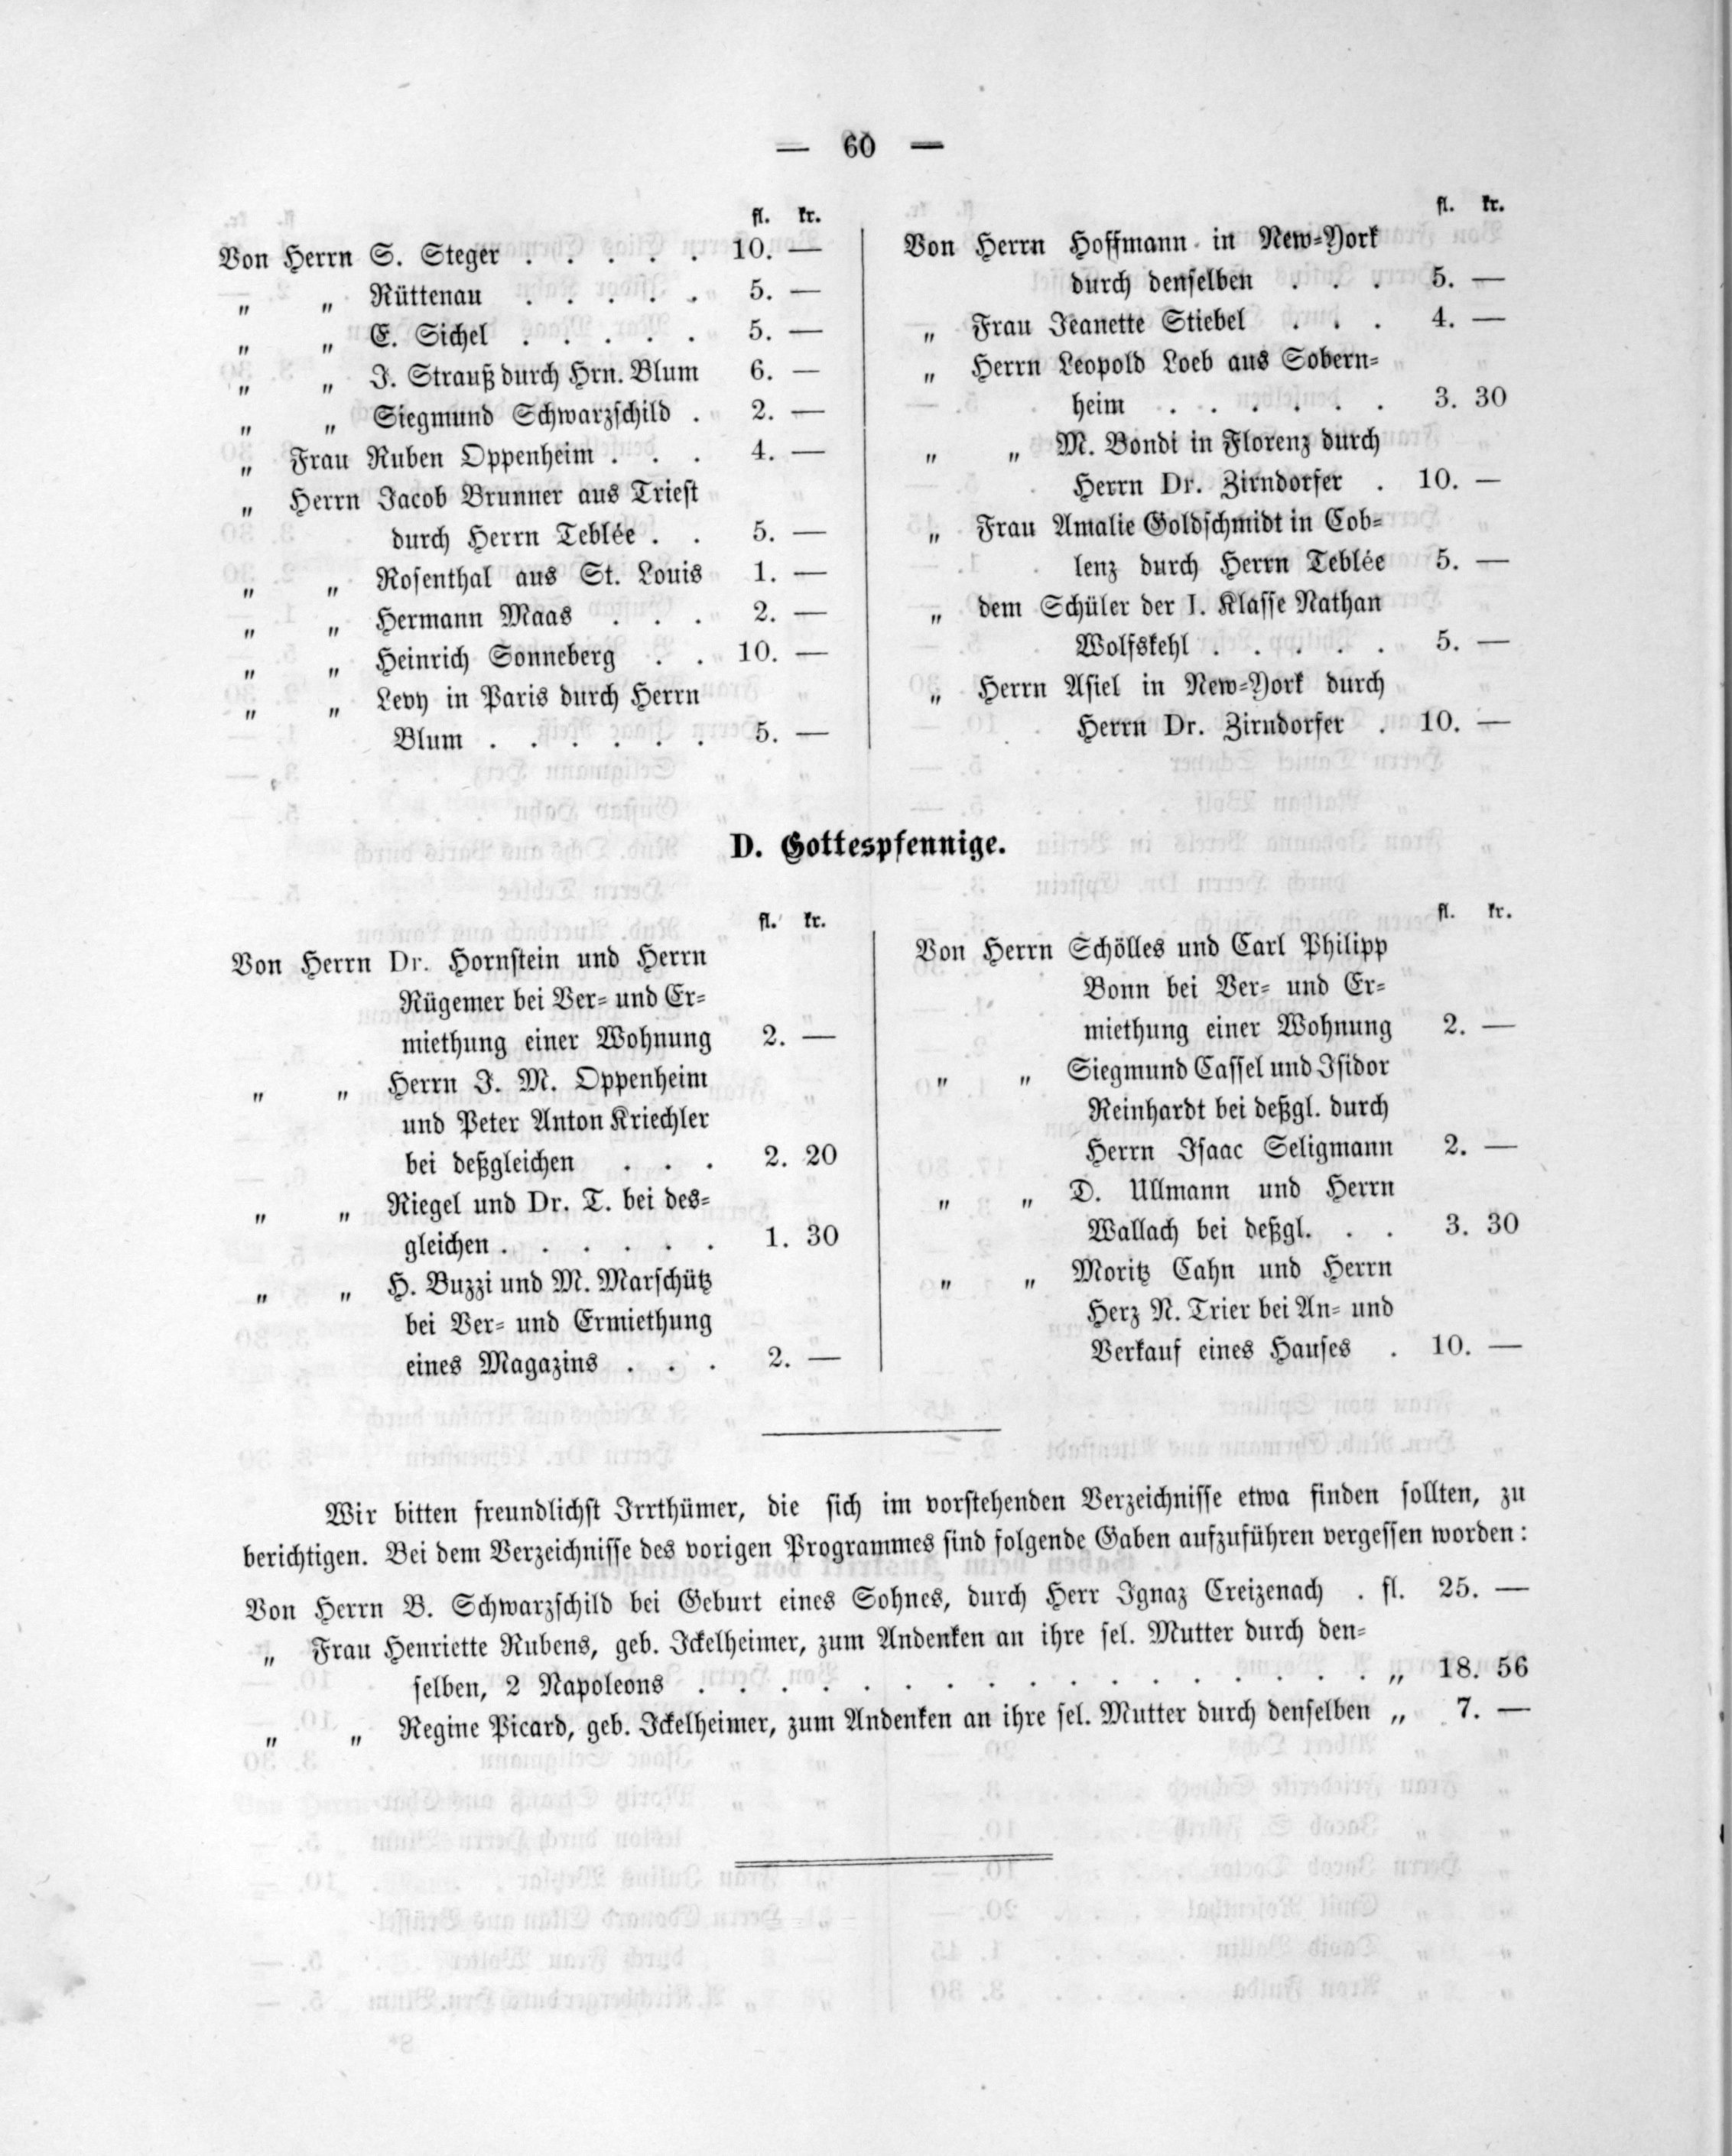 — 60 —
fl. kr.
Von Herrn S. Steger . . . . . 10. —
„ „ Rüttenau . . . . . 5. —
„ „ E. Sichel . . . . . 5. —
„ „ J. Strauß durch Hrn. Blum 6. —
„ „ Siegmund Schwarzschild . 2. —
„ Frau Ruben Oppenheim . . . 4. —
„ Herrn Jacob Brunner aus Triest
durch Herrn Teblée . . 5. —
„ „ Rosenthal aus St. Louis 1. —
„ „ Hermann Maas . . . 2. —
„ „ Heinrich Sonneberg . . 10. —
„ „ Levy in Paris durch Herrn
Blum . . . . . . 5. —
fl. kr.
Von Herrn Hoffmann in New-York
durch denselben . . . 5. —
„ Frau Jeanette Stiebel . . . 4. —
„ Herrn Leopold Loeb aus Sobern-
heim . . . . . . 3. 30
„ „ M. Bondi in Florenz durch
Herrn Dr. Zirndorfer . 10. —
„ Frau Amalie Goldschmidt in Cob-
lenz durch Herrn Teblée 5. —
„ dem Schüler der I. Klasse Nathan
Wolfskehl . . . . . 5. —
„ Herrn Asiel in New-York durch
Herrn Dr. Zirndorfer . 10. —
D. Gottespfennige.
fl. kr.
Von Herrn Dr. Hornstein und Herrn
Rügemer bei Ver- und Er-
miethung einer Wohnung 2. —
„ „ Herrn J. M. Oppenheim
und Peter Anton Kriechler
bei deßgleichen . . . 2. 20
„ „ Riegel und Dr. T. bei des-
gleichen . . . . . . 1. 30
„ „ H. Buzzi und M. Marschütz
bei Ver- und Ermiethung
eines Magazins . . . 2. —
fl. kr.
Von Herrn Schölles und Carl Philipp
Bonn bei Ver- und Er-
miethung einer Wohnung 2. —
„ „ Siegmund Cassel und Isidor
Reinhardt bei deßgl. durch
Herrn Isaac Seligmann 2. —
„ „ D. Ullmann und Herrn
Wallach bei deßgl. . . 3. 30
„ „ Moritz Cahn und Herrn
Herz N. Trier bei An- und
Verkauf eines Hauses . 10. —
Wir bitten freundlichst Irrthümer, die sich im vorstehenden Verzeichnisse etwa finden sollten, zu
berichtigen. Bei dem Verzeichnisse des vorigen Programmes sind folgende Gaben aufzuführen vergessen worden:
Von Herrn B. Schwarzschild bei Geburt eines Sohnes, durch Herr Ignaz Creizenach . fl. 25. —
„ Frau Henriette Rubens, geb. Ickelheimer, zum Andenken an ihre sel. Mutter durch den-
selben, 2 Napoleons . . . . . . . . . . . . . . . . . „ 18. 56
„ „ Regine Picard, geb. Ickelheimer, zum Andenken an ihre sel. Mutter durch denselben „ 7. —